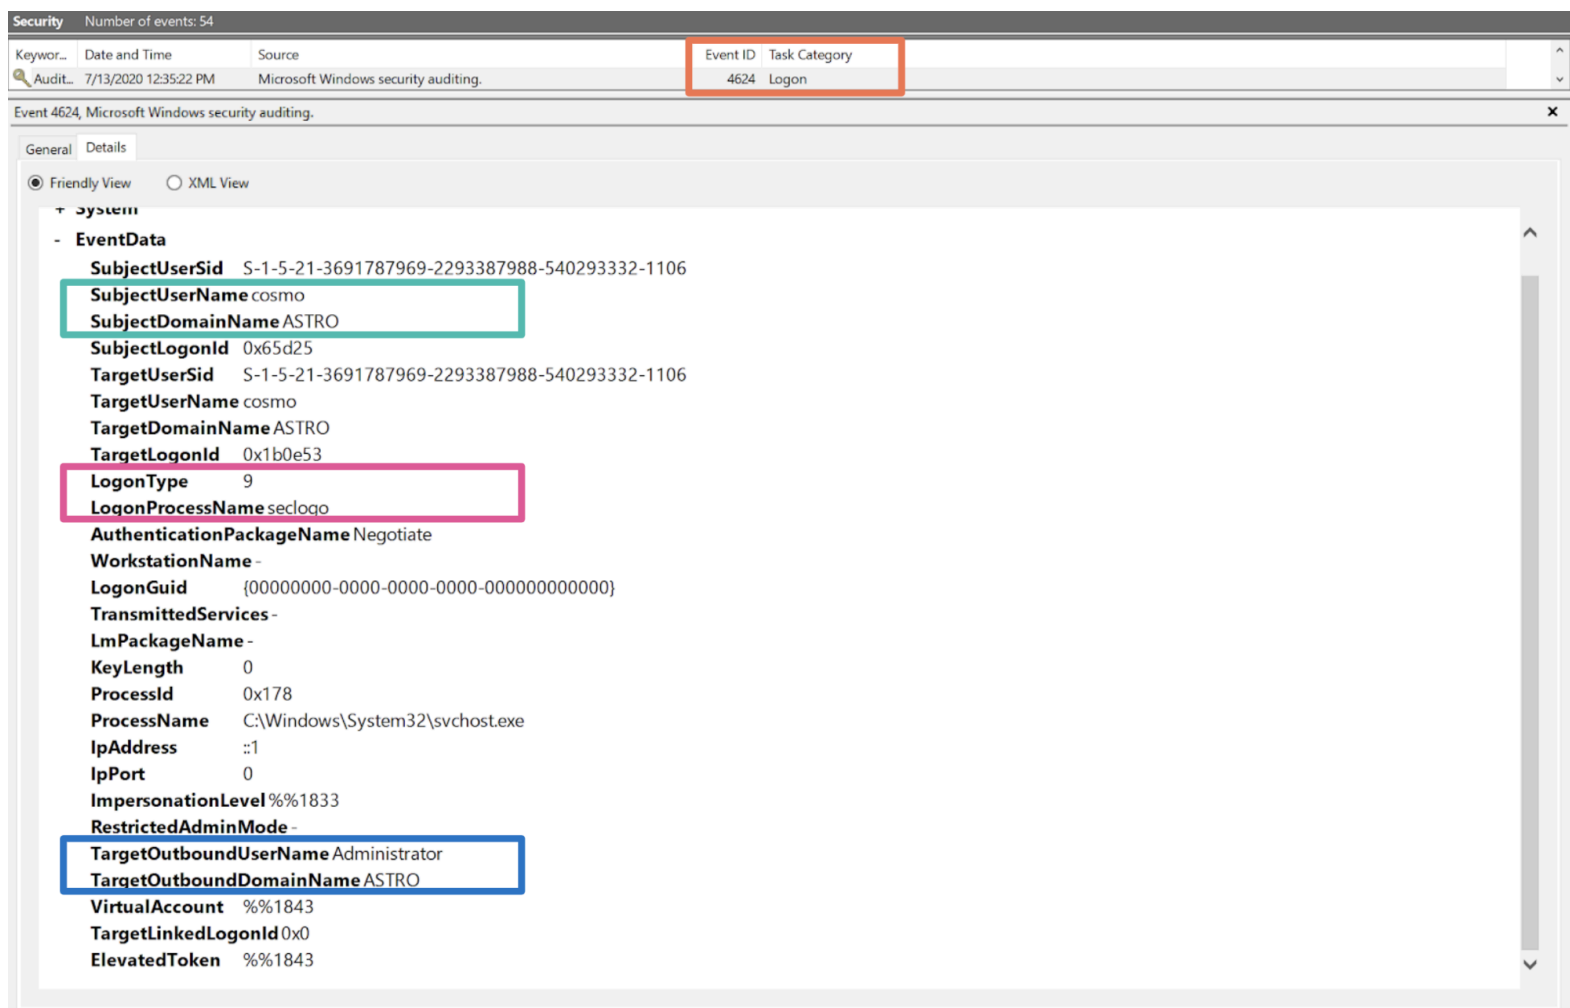 Security Number of events: 54
Keywor... Date and Time Source Event ID Task Category
Audit... 7/13/2020 12:35:22 PM Microsoft Windows security auditing. 4624 Logon
Event 4624, Microsoft Windows security auditing.
General Details
Friendly View XML View
+ System
- EventData
SubjectUserSid S-1-5-21-3691787969-2293387988-540293332-1106
SubjectUserName cosmo
SubjectDomainName ASTRO
SubjectLogonId 0x65d25
TargetUserSid S-1-5-21-3691787969-2293387988-540293332-1106
TargetUserName cosmo
TargetDomainName ASTRO
TargetLogonId 0x1b0e53
LogonType 9
LogonProcessName seclogo
AuthenticationPackageName Negotiate
WorkstationName -
LogonGuid {00000000-0000-0000-0000-000000000000}
TransmittedServices -
LmPackageName -
KeyLength 0
ProcessId 0x178
ProcessName C:\Windows\System32\svchost.exe
IpAddress ::1
IpPort 0
ImpersonationLevel %%1833
RestrictedAdminMode -
TargetOutboundUserName Administrator
TargetOutboundDomainName ASTRO
VirtualAccount %%1843
TargetLinkedLogonId 0x0
ElevatedToken %%1843